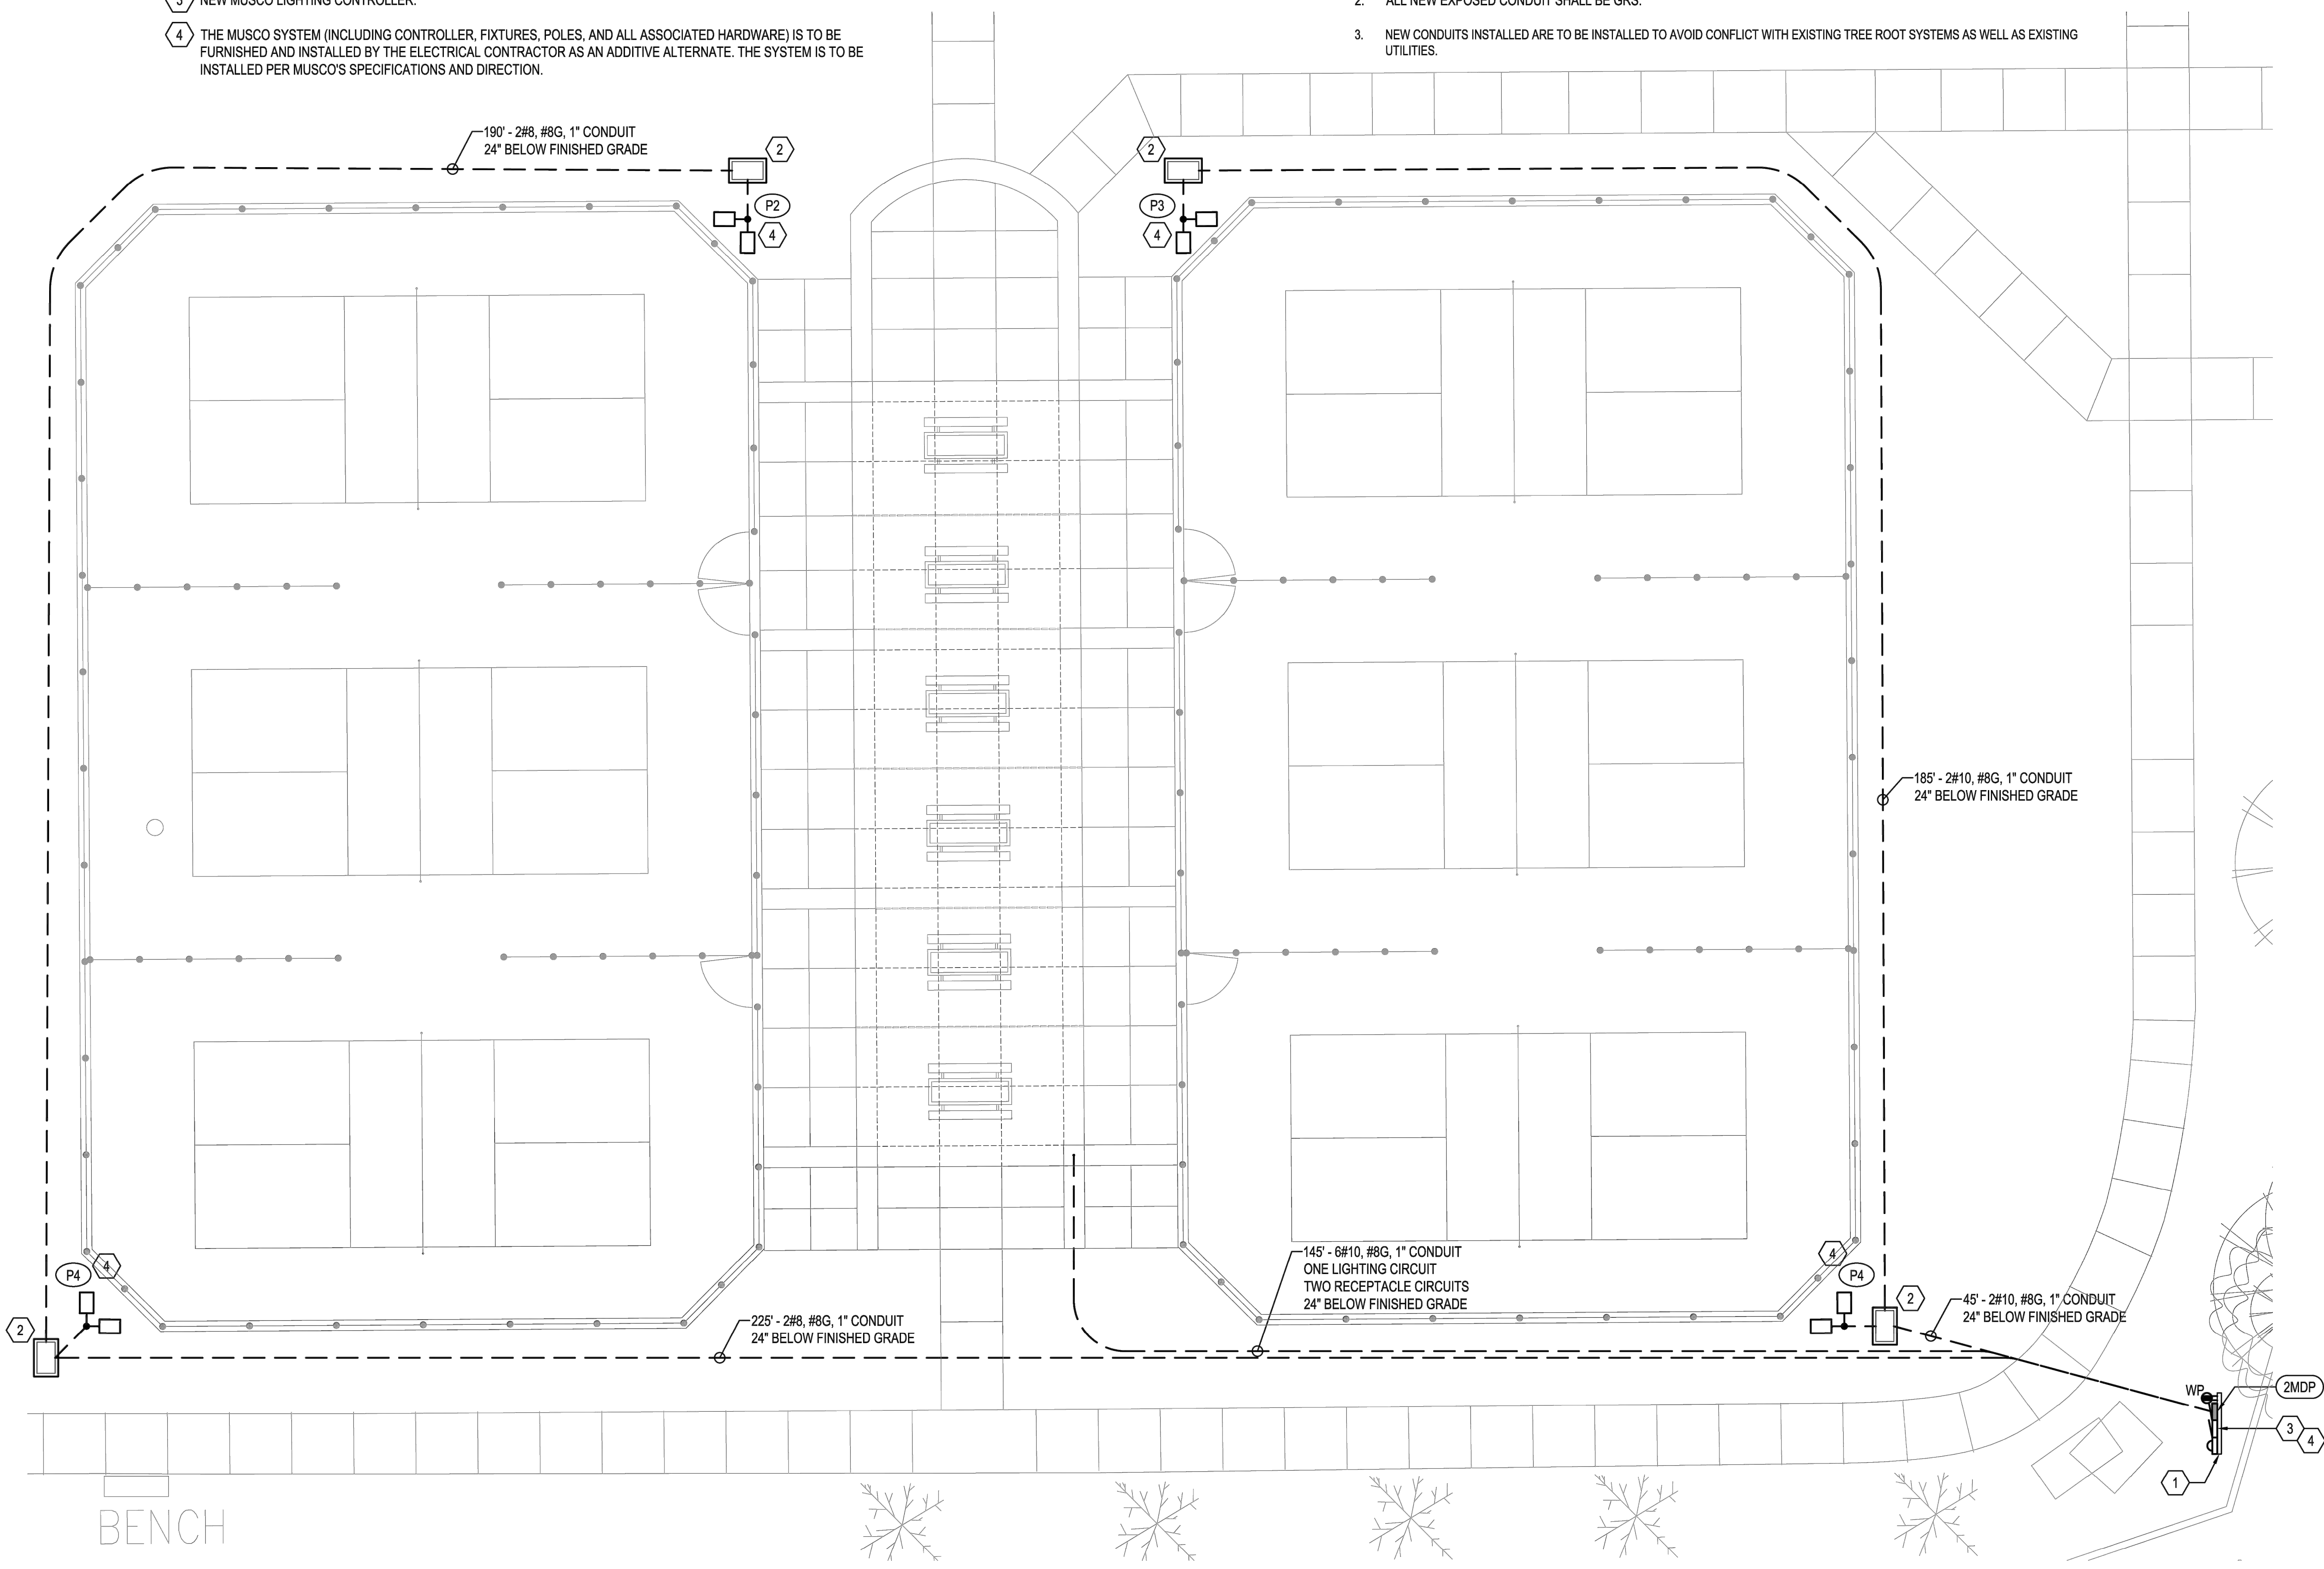 3 NEW MUSCO LIGHTING CONTROLLER.
4 THE MUSCO SYSTEM (INCLUDING CONTROLLER, FIXTURES, POLES, AND ALL ASSOCIATED HARDWARE) IS TO BE
FURNISHED AND INSTALLED BY THE ELECTRICAL CONTRACTOR AS AN ADDITIVE ALTERNATE. THE SYSTEM IS TO BE
INSTALLED PER MUSCO'S SPECIFICATIONS AND DIRECTION.
2. ALL NEW EXPOSED CONDUIT SHALL BE GRS.
3. NEW CONDUITS INSTALLED ARE TO BE INSTALLED TO AVOID CONFLICT WITH EXISTING TREE ROOT SYSTEMS AS WELL AS EXISTING
UTILITIES.
190' - 2#8, #8G, 1" CONDUIT
24" BELOW FINISHED GRADE
2
P2
4
2
P3
4
185' - 2#10, #8G, 1" CONDUIT
24" BELOW FINISHED GRADE
4
P4
2
225' - 2#8, #8G, 1" CONDUIT
24" BELOW FINISHED GRADE
145' - 6#10, #8G, 1" CONDUIT
ONE LIGHTING CIRCUIT
TWO RECEPTACLE CIRCUITS
24" BELOW FINISHED GRADE
4
P4
2
45' - 2#10, #8G, 1" CONDUIT
24" BELOW FINISHED GRADE
WP
2MDP
3
4
1
BENCH